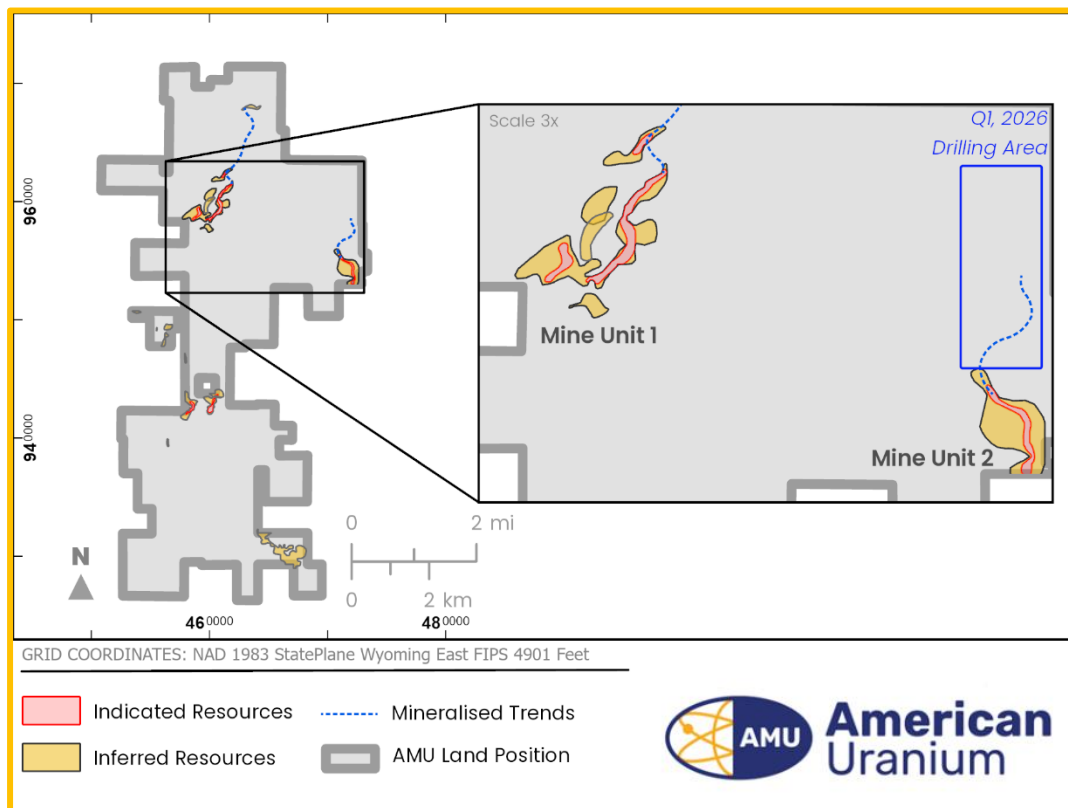 Scale 3x
Q1, 2026
Drilling Area
960000
Mine Unit 1
Mine Unit 2
940000
0 2 mi
N
0 2 km
460000 480000
GRID COORDINATES: NAD 1983 StatePlane Wyoming East FIPS 4901 Feet
Indicated Resources
Mineralised Trends
Inferred Resources
AMU Land Position
AMU
American
Uranium